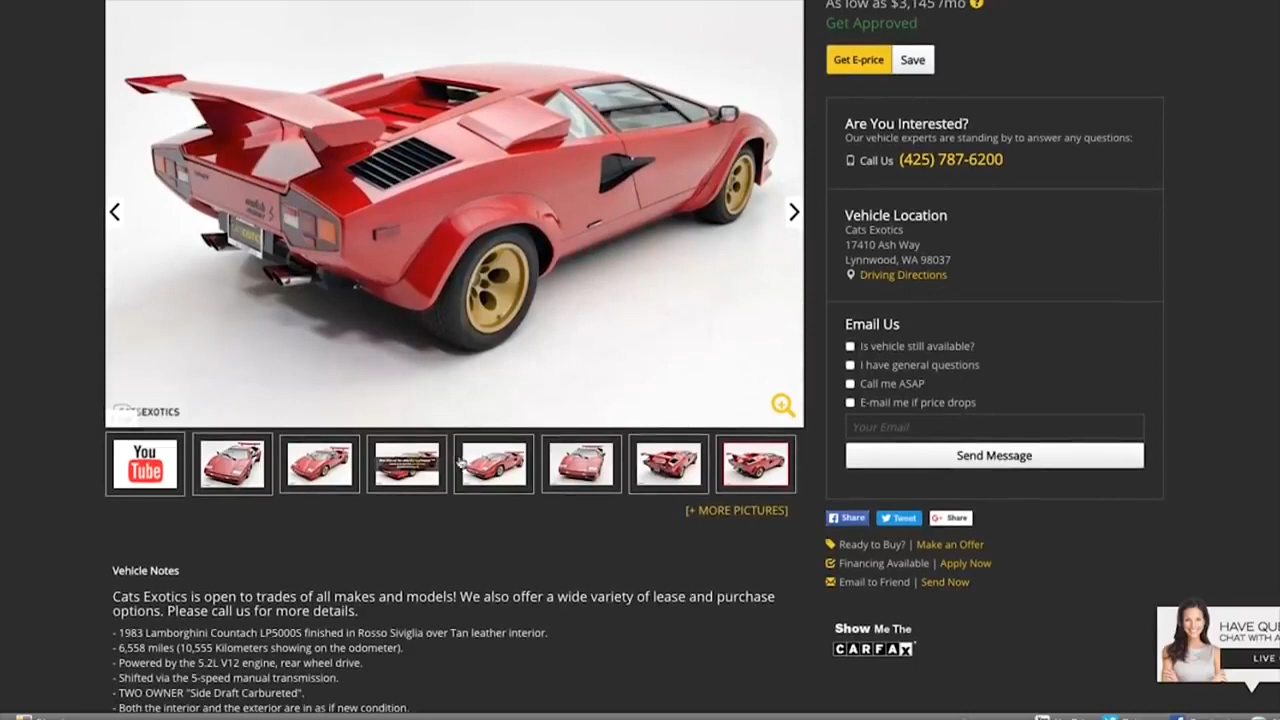 As low as $3,145 /mo ?
Get Approved
Get E-price Save
Are You Interested?
Our vehicle experts are standing by to answer any questions:
Call Us (425) 787-6200
Vehicle Location
Cats Exotics
17410 Ash Way
Lynnwood, WA 98037
Driving Directions
Email Us
Is vehicle still available?
I have general questions
Call me ASAP
E-mail me if price drops
Your Email
Send Message
EXOTICS
You
Tube
[+ MORE PICTURES]
Share Tweet G+ Share
Ready to Buy? | Make an Offer
Financing Available | Apply Now
Email to Friend | Send Now
Show Me The
CARFAX
Vehicle Notes
Cats Exotics is open to trades of all makes and models! We also offer a wide variety of lease and purchase
options. Please call us for more details.
- 1983 Lamborghini Countach LP5000S finished in Rosso Siviglia over Tan leather interior.
- 6,558 miles (10,555 Kilometers showing on the odometer).
- Powered by the 5.2L V12 engine, rear wheel drive.
- Shifted via the 5-speed manual transmission.
- TWO OWNER "Side Draft Carbureted".
- Both the interior and the exterior are in as if new condition.
HAVE QUE
CHAT WITH A
LIVE